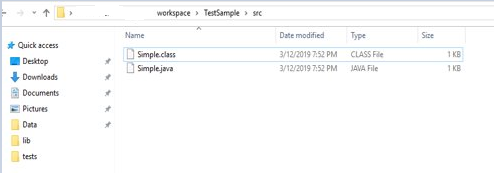 workspace > TestSample > src
Name Date modified Type Size
Quick access
Simple.class 3/12/2019 7:52 PM CLASS File 1 KB
Desktop
Simple.java 3/12/2019 7:52 PM JAVA File 1 KB
Downloads
Documents
Pictures
Data
lib
tests